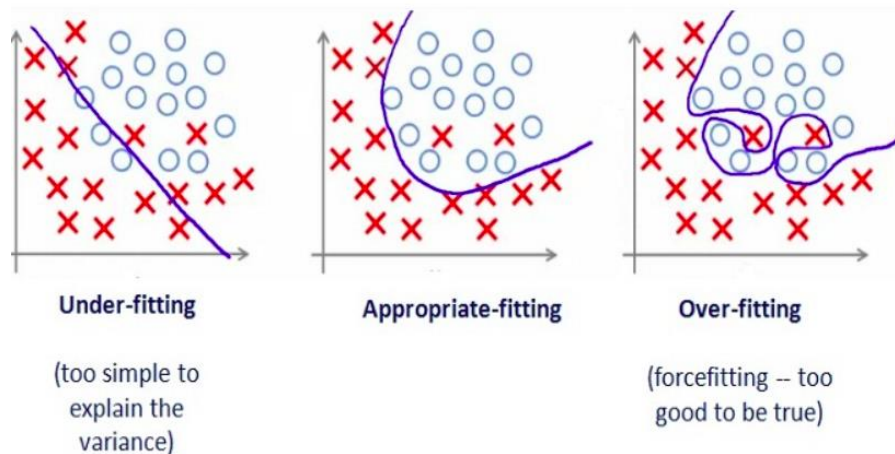 Under-fitting
Appropriate-fitting
Over-fitting
(too simple to
explain the
variance)
(forcefitting -- too
good to be true)